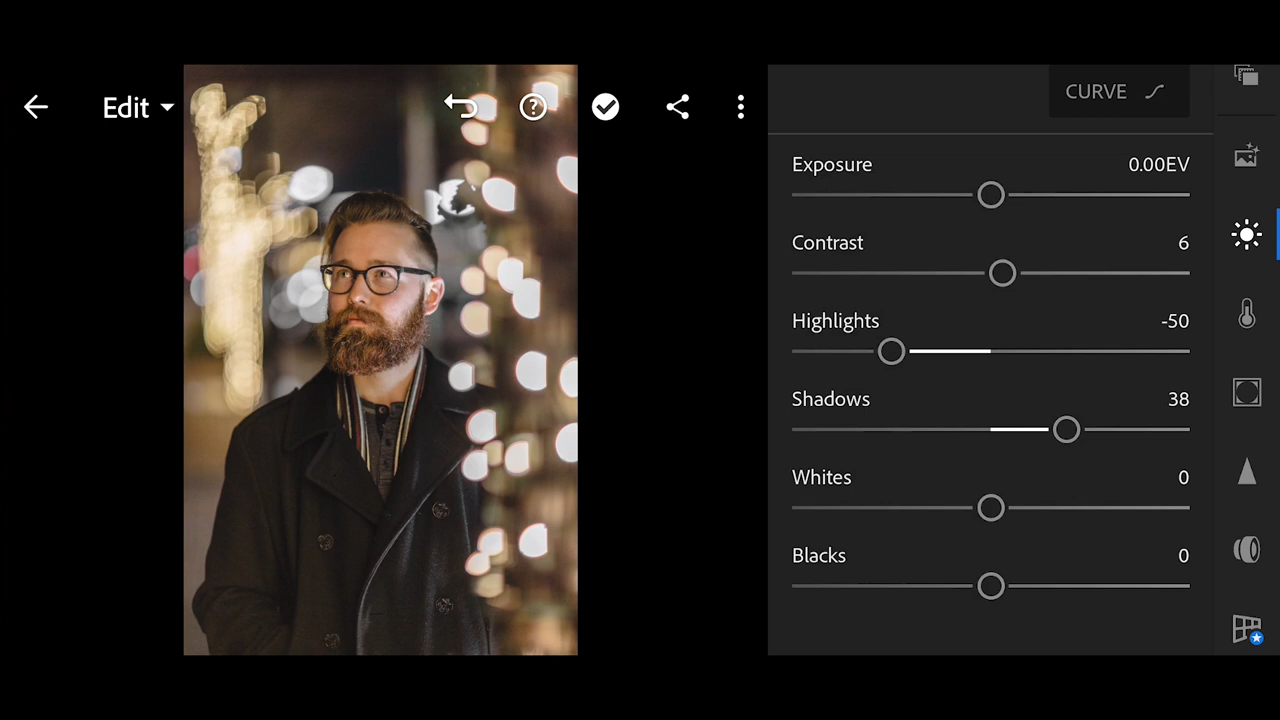 Edit
CURVE
Exposure 0.00EV
Contrast 6
Highlights -50
Shadows 38
Whites 0
Blacks 0